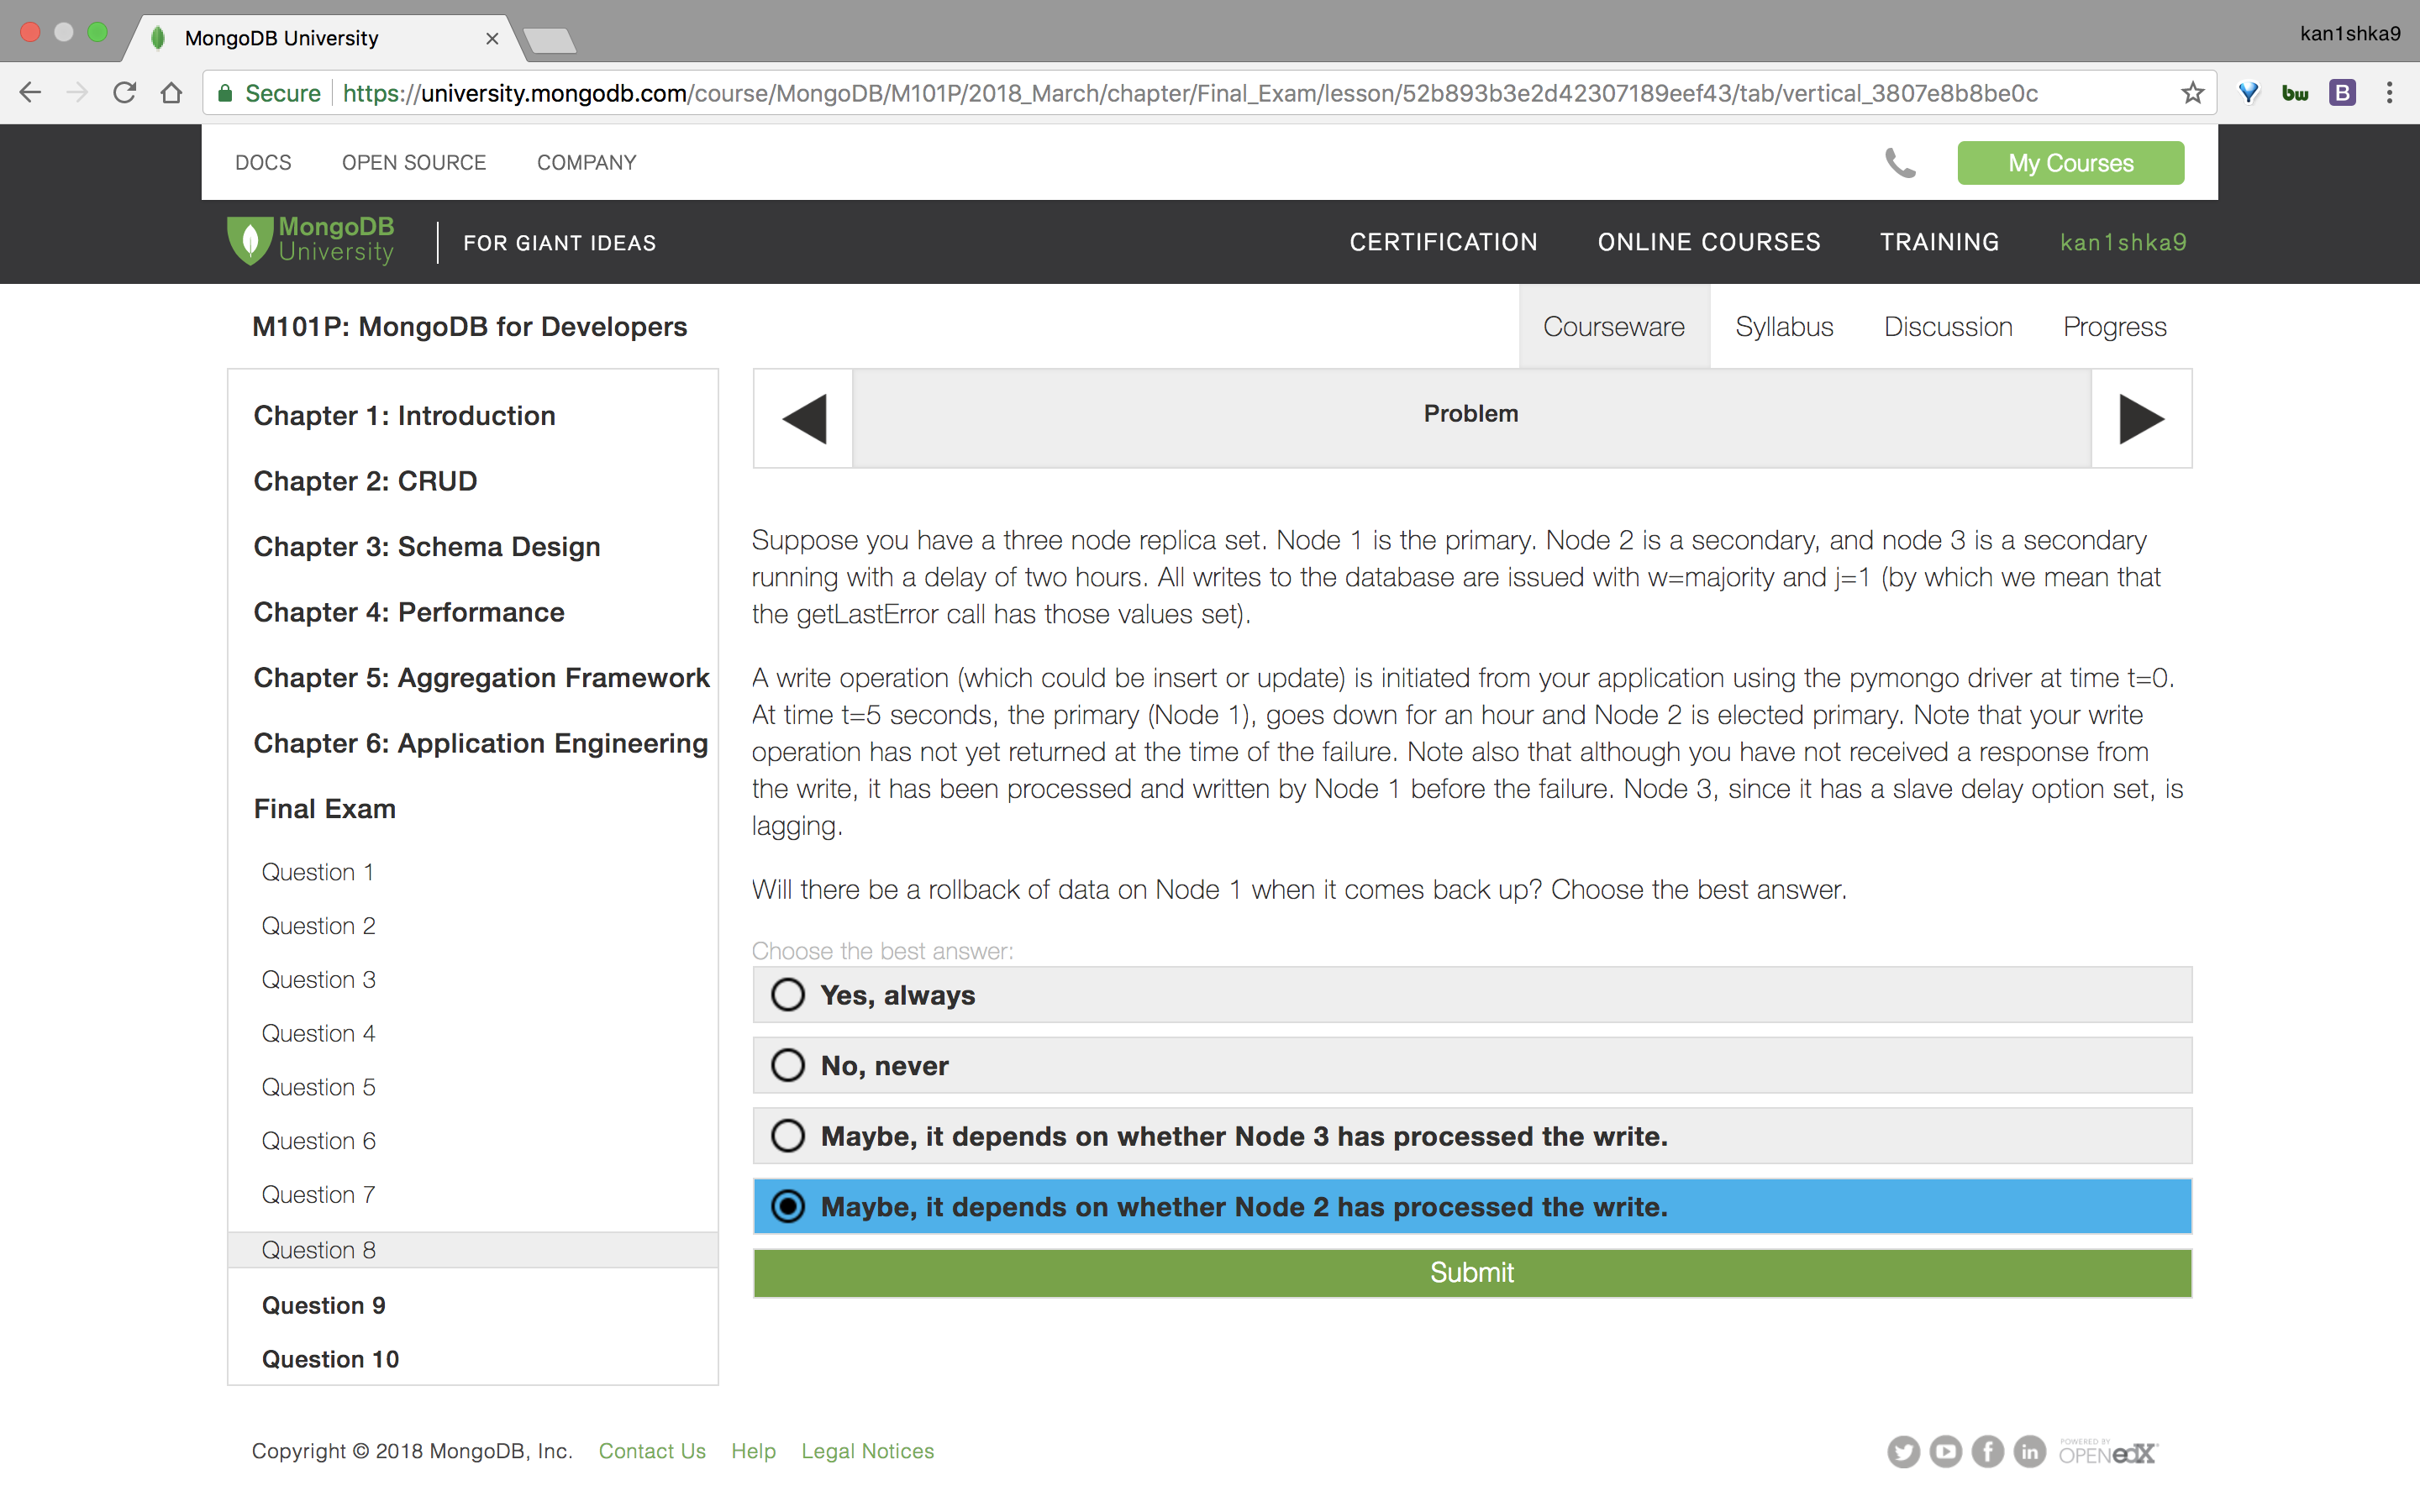 MongoDB University
kan1shka9
Secure
https://university.mongodb.com/course/MongoDB/M101P/2018_March/chapter/Final_Exam/lesson/52b893b3e2d42307189eef43/tab/vertical_3807e8b8be0c
bw
B
DOCS
OPEN SOURCE
COMPANY
My Courses
MongoDB
University
FOR GIANT IDEAS
CERTIFICATION
ONLINE COURSES
TRAINING
kan1shka9
M101P: MongoDB for Developers
Courseware
Syllabus
Discussion
Progress
Chapter 1: Introduction
Chapter 2: CRUD
Chapter 3: Schema Design
Chapter 4: Performance
Chapter 5: Aggregation Framework
Chapter 6: Application Engineering
Final Exam
Question 1
Question 2
Question 3
Question 4
Question 5
Question 6
Question 7
Question 8
Question 9
Question 10
Problem
Suppose you have a three node replica set. Node 1 is the primary. Node 2 is a secondary, and node 3 is a secondary
running with a delay of two hours. All writes to the database are issued with w=majority and j=1 (by which we mean that
the getLastError call has those values set).
A write operation (which could be insert or update) is initiated from your application using the pymongo driver at time t=0.
At time t=5 seconds, the primary (Node 1), goes down for an hour and Node 2 is elected primary. Note that your write
operation has not yet returned at the time of the failure. Note also that although you have not received a response from
the write, it has been processed and written by Node 1 before the failure. Node 3, since it has a slave delay option set, is
lagging.
Will there be a rollback of data on Node 1 when it comes back up? Choose the best answer.
Choose the best answer:
Yes, always
No, never
Maybe, it depends on whether Node 3 has processed the write.
Maybe, it depends on whether Node 2 has processed the write.
Submit
Copyright © 2018 MongoDB, Inc.
Contact Us
Help
Legal Notices
POWERED BY
OPEN edX